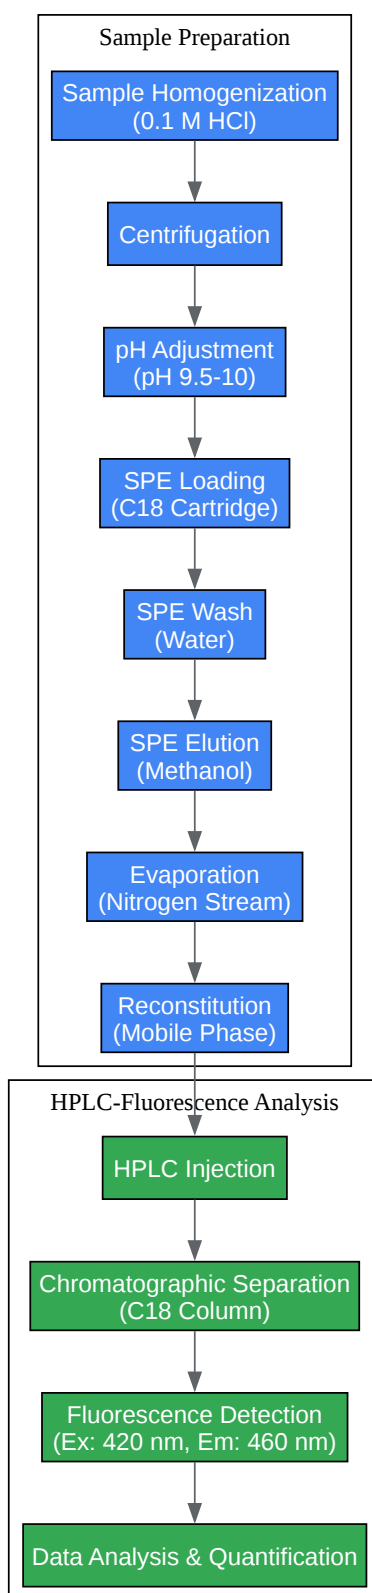 Sample Preparation
Sample Homogenization
(0.1 M HCl)
Centrifugation
pH Adjustment
(pH 9.5-10)
SPE Loading
(C18 Cartridge)
SPE Wash
(Water)
SPE Elution
(Methanol)
Evaporation
(Nitrogen Stream)
Reconstitution
(Mobile Phase)
HPLC-Fluorescence Analysis
HPLC Injection
Chromatographic Separation
(C18 Column)
Fluorescence Detection
(Ex: 420 nm, Em: 460 nm)
Data Analysis & Quantification